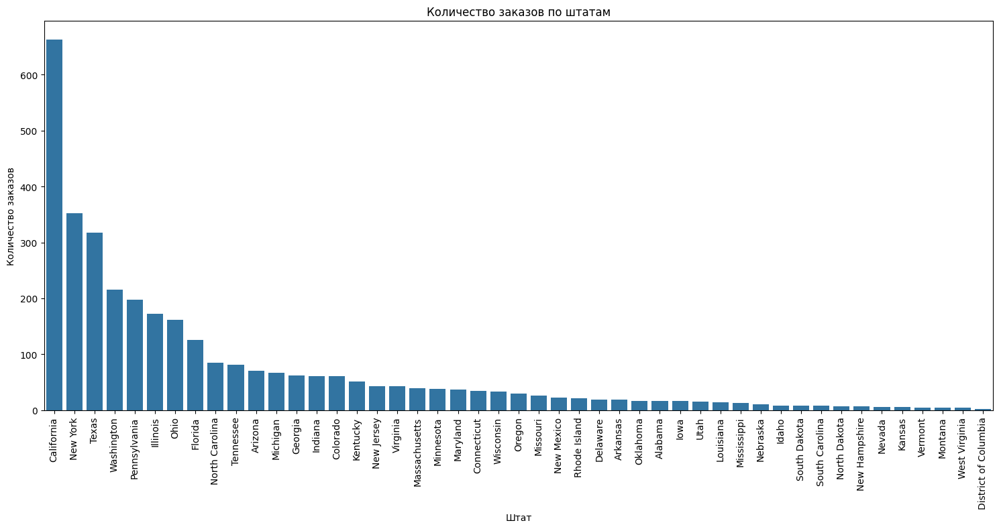 Количество заказов по штатам
Количество заказов
600
500
400
300
200
100
0
California
New York
Texas
Washington
Pennsylvania
Illinois
Ohio
Florida
North Carolina
Tennessee
Arizona
Michigan
Georgia
Indiana
Colorado
Kentucky
New Jersey
Virginia
Massachusetts
Minnesota
Maryland
Connecticut
Wisconsin
Oregon
Missouri
New Mexico
Rhode Island
Delaware
Arkansas
Oklahoma
Alabama
Iowa
Utah
Louisiana
Mississippi
Nebraska
Idaho
South Dakota
South Carolina
North Dakota
New Hampshire
Nevada
Kansas
Vermont
Montana
West Virginia
District of Columbia
Штат